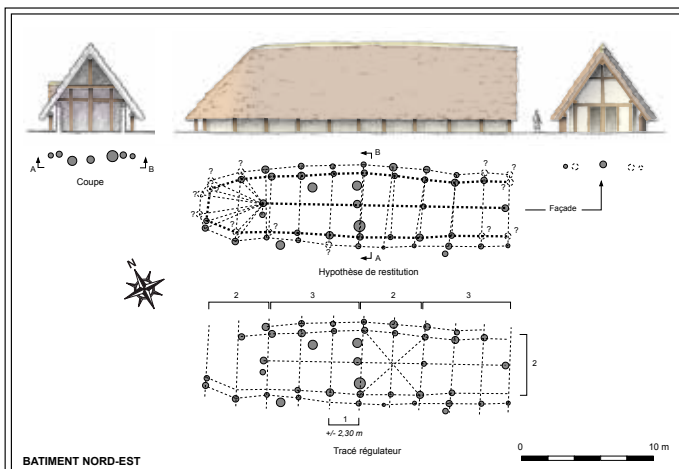 A
B
Coupe
B
? ? ?
?
?
?
?
?
?
?
?
A
Façade
Hypothèse de restitution
N
2 3 2 3
2
1
+/- 2,30 m
Tracé régulateur
BATIMENT NORD-EST
0 10 m